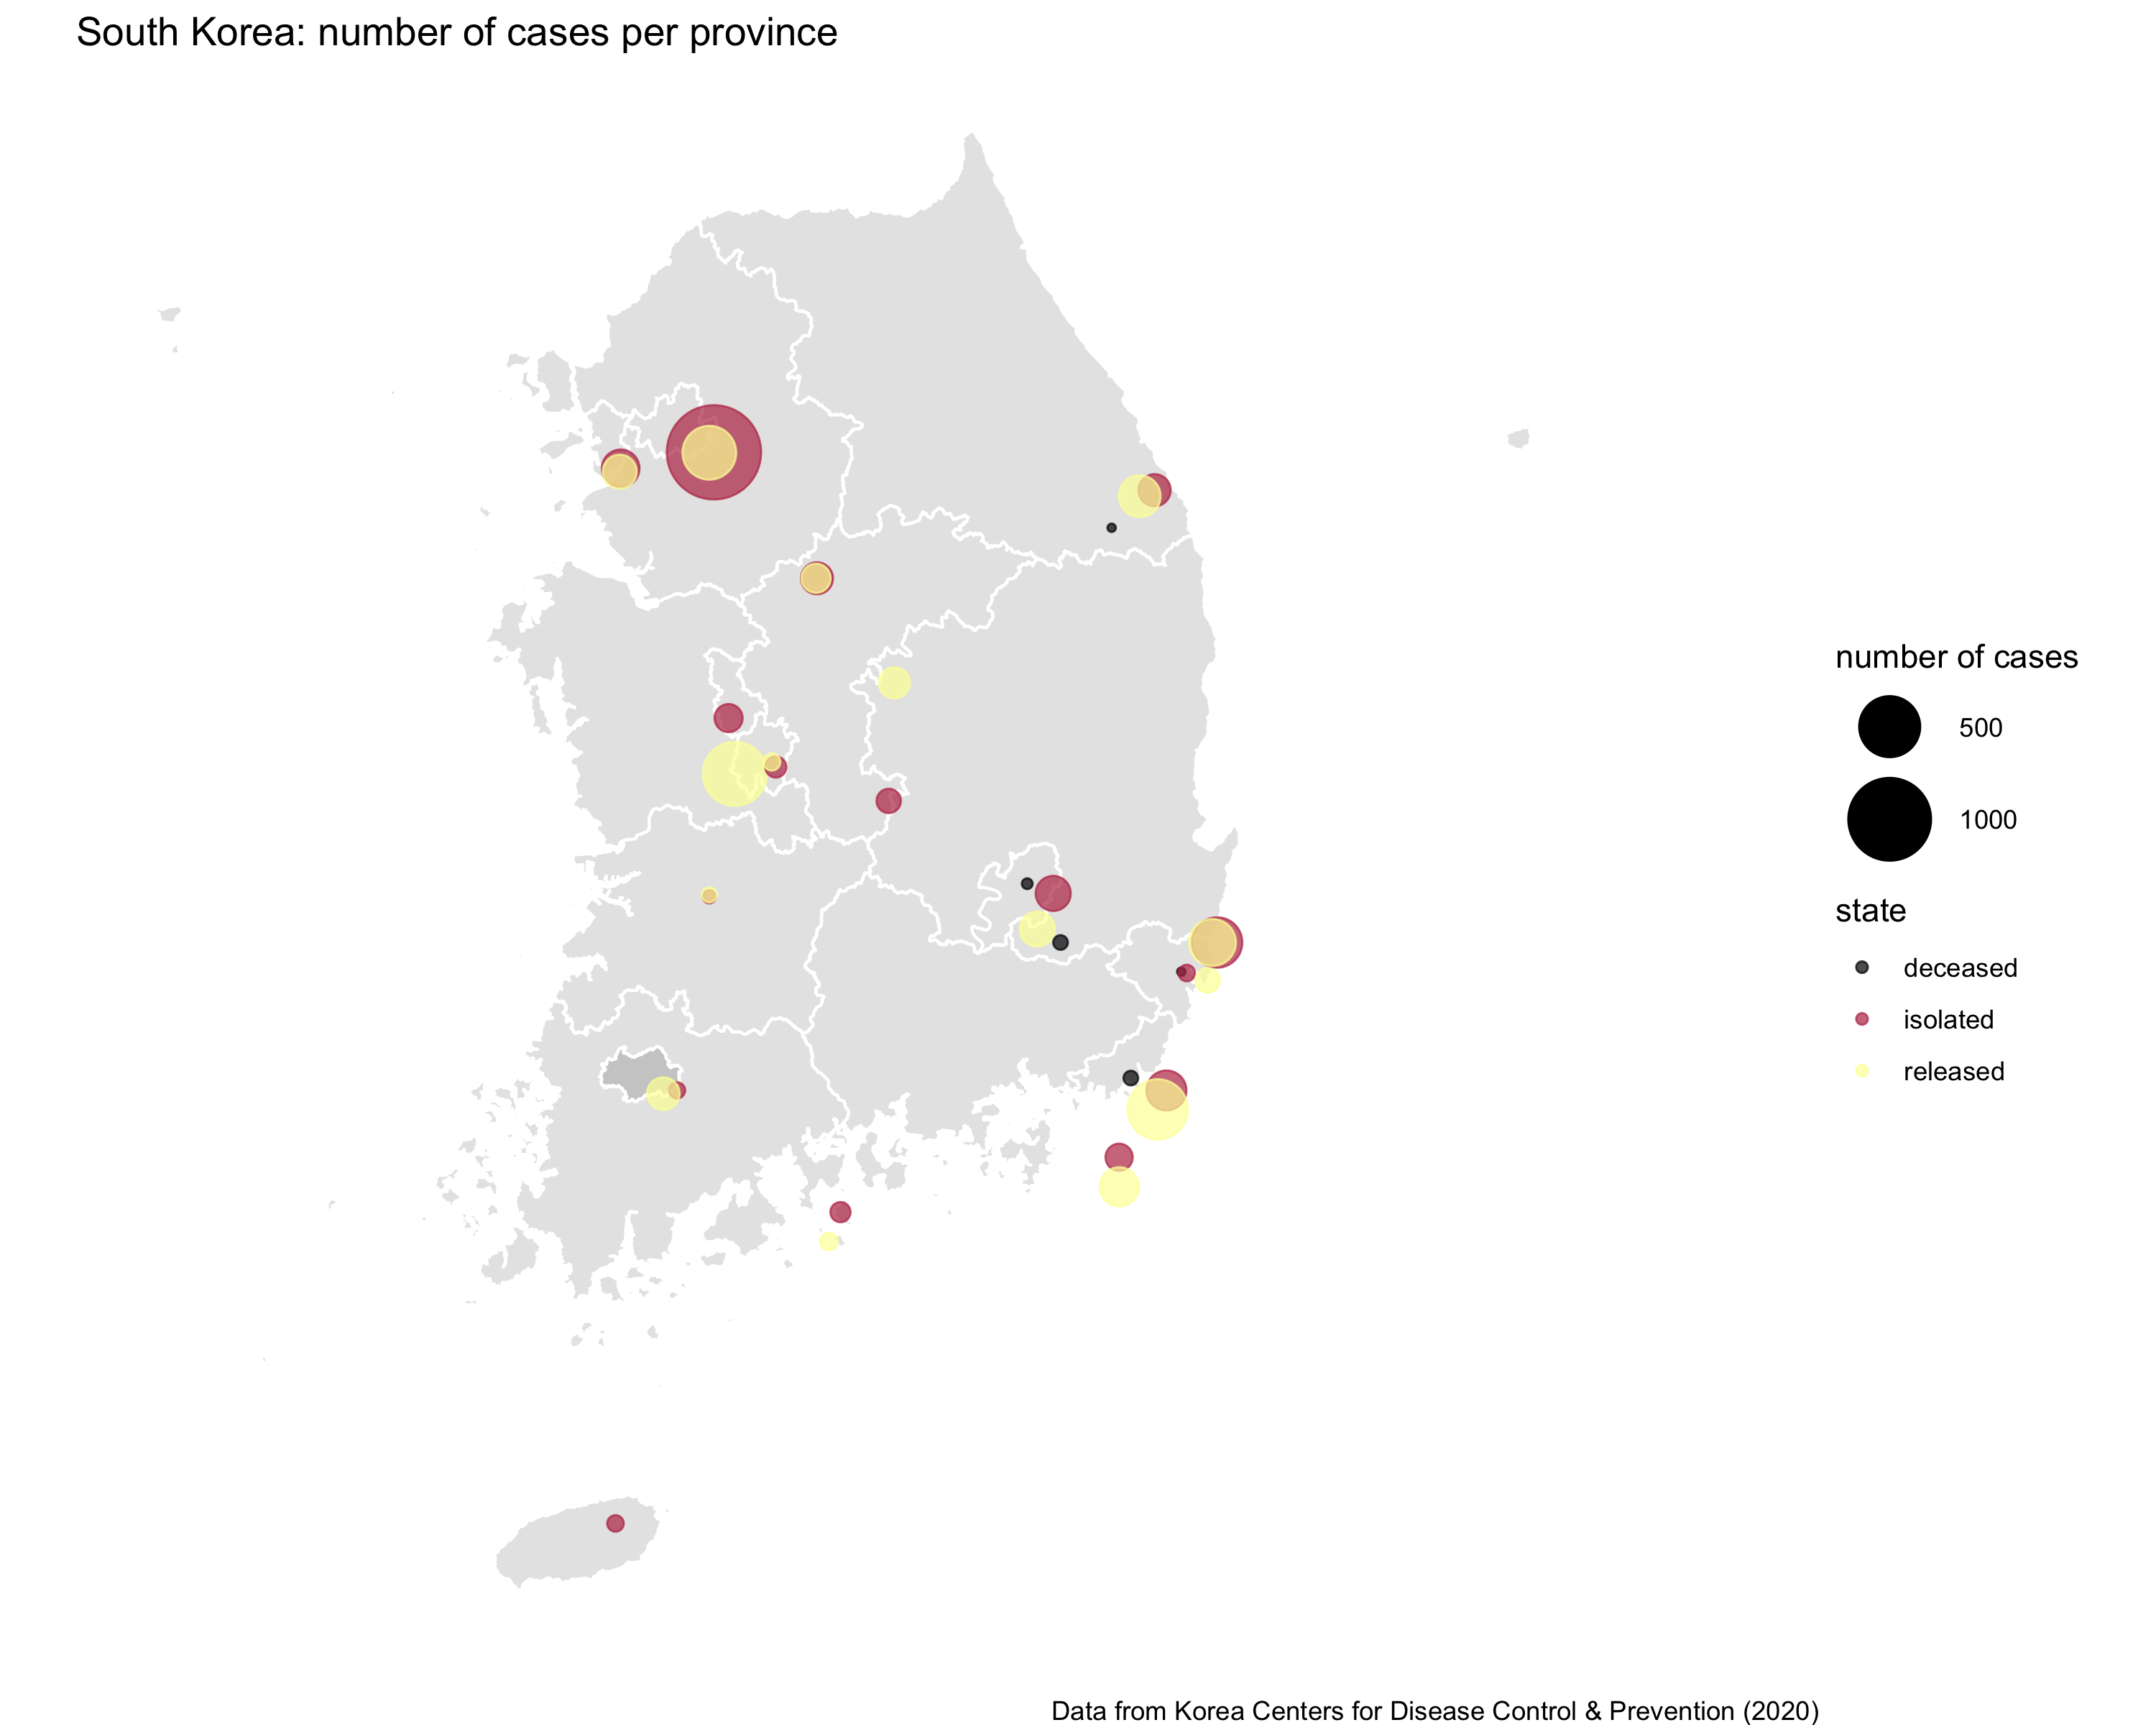 South Korea: number of cases per province
number of cases
500
1000
state
deceased
isolated
released
Data from Korea Centers for Disease Control & Prevention (2020)